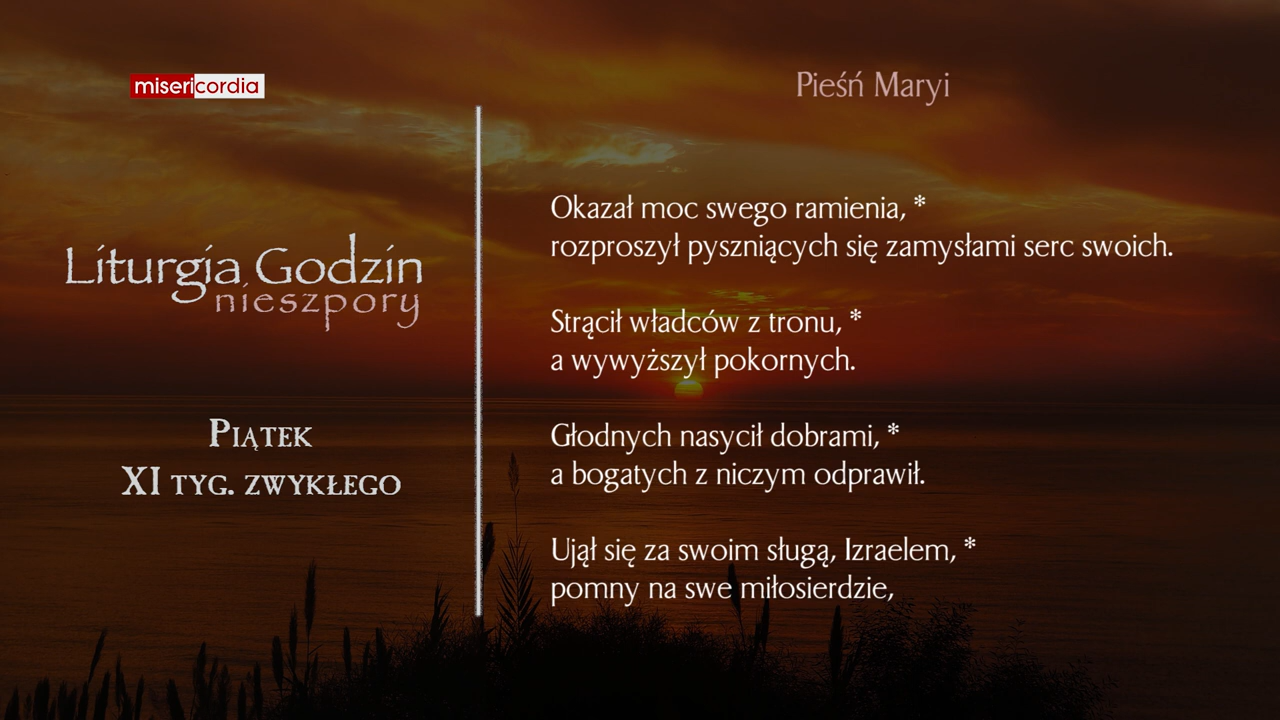 misericordia
Liturgia Godzin
nieszpory
Piątek
XI tyg. zwykłego
Pieśń Maryi
Okazał moc swego ramienia, *
rozproszył pyszniących się zamysłami serc swoich.
Strącił władców z tronu, *
a wywyższył pokornych.
Głodnych nasycił dobrami, *
a bogatych z niczym odprawił.
Ujął się za swoim sługą, Izraelem, *
pomny na swe miłosierdzie,